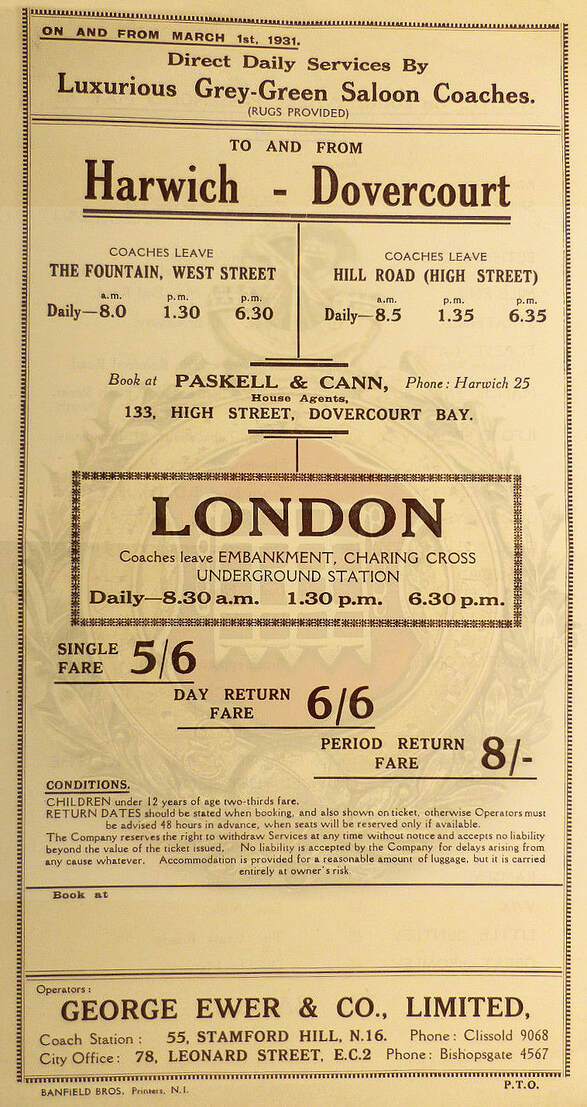 ON AND FROM MARCH 1st, 1931.
Direct Daily Services By
Luxurious Grey-Green Saloon Coaches.
(RUGS PROVIDED)
TO AND FROM
Harwich - Dovercourt
COACHES LEAVE
THE FOUNTAIN, WEST STREET
a.m. p.m. p.m.
Daily—8.0 1.30 6.30
COACHES LEAVE
HILL ROAD (HIGH STREET)
a.m. p.m. p.m.
Daily—8.5 1.35 6.35
Book at PASKELL & CANN, Phone: Harwich 25
House Agents,
133, HIGH STREET, DOVERCOURT BAY.
LONDON
Coaches leave EMBANKMENT, CHARING CROSS
UNDERGROUND STATION
Daily—8.30 a.m. 1.30 p.m. 6.30 p.m.
SINGLE FARE 5/6
DAY RETURN FARE 6/6
PERIOD RETURN FARE 8/-
CONDITIONS.
CHILDREN under 12 years of age two-thirds fare.
RETURN DATES should be stated when booking, and also shown on ticket, otherwise Operators must
be advised 48 hours in advance, when seats will be reserved only if available.
The Company reserves the right to withdraw Services at any time without notice and accepts no liability
beyond the value of the ticket issued. No liability is accepted by the Company for delays arising from
any cause whatever. Accommodation is provided for a reasonable amount of luggage, but it is carried
entirely at owner's risk.
Book at
Operators:
GEORGE EWER & CO., LIMITED,
Coach Station: 55, STAMFORD HILL, N.16. Phone: Clissold 9068
City Office: 78, LEONARD STREET, E.C.2 Phone: Bishopsgate 4567
BANFIELD BROS. Printers, N.1.
P.T.O.